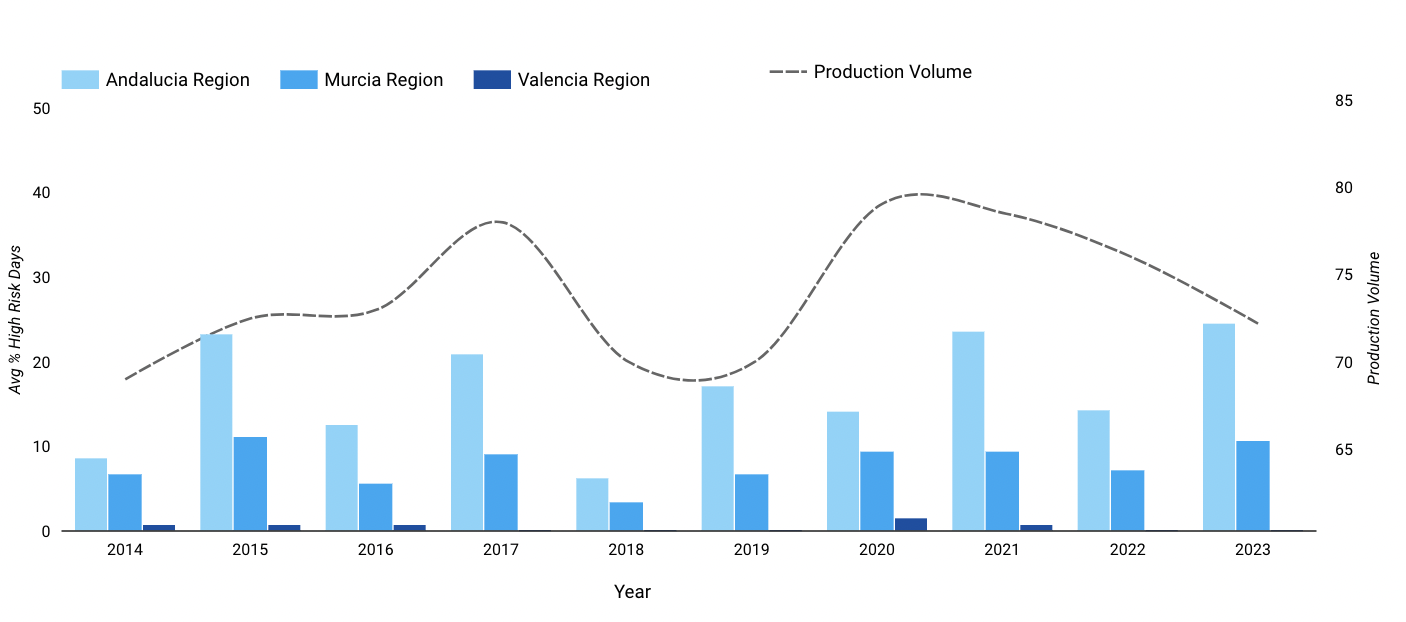 Andalucia Region Murcia Region Valencia Region Production Volume
50 85
40 80
30 75
20 70
10 65
0
Avg % High Risk Days
Production Volume
2014 2015 2016 2017 2018 2019 2020 2021 2022 2023
Year